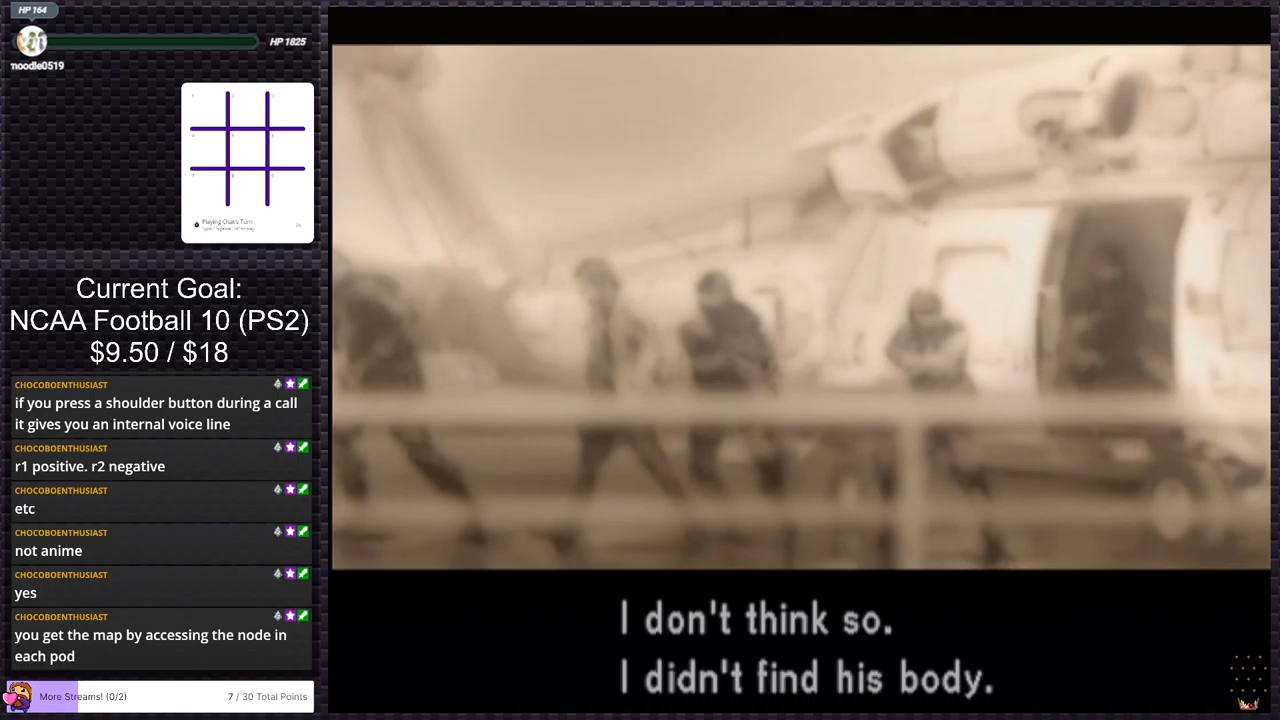 HP 164
HP 1825
noodle0519
Playing Chat's Turn
Current Goal:
NCAA Football 10 (PS2)
$9.50 / $18
CHOCOBOENTHUSIAST
if you press a shoulder button during a call
it gives you an internal voice line
CHOCOBOENTHUSIAST
r1 positive. r2 negative
CHOCOBOENTHUSIAST
etc
CHOCOBOENTHUSIAST
not anime
CHOCOBOENTHUSIAST
yes
CHOCOBOENTHUSIAST
you get the map by accessing the node in
each pod
More Streams! (0/2)
7 / 30 Total Points
I don't think so.
I didn't find his body.